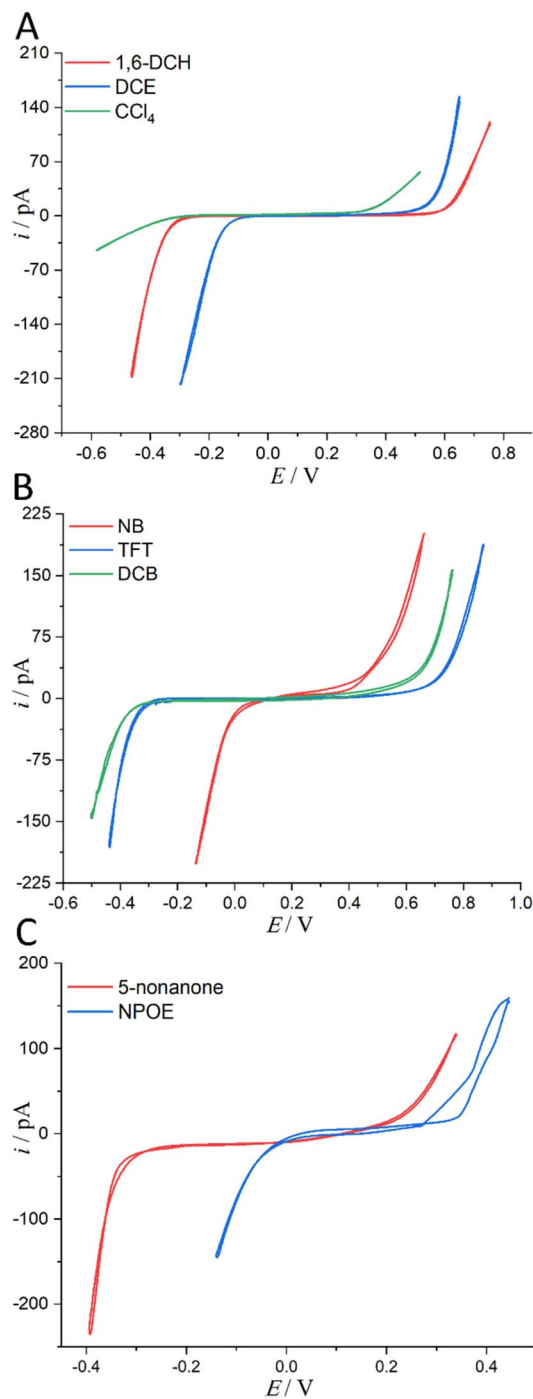 A
210
140
70
0
-70
-140
-210
-280
i / pA
1,6-DCH
DCE
CCl₄
-0.6 -0.4 -0.2 0.0 0.2 0.4 0.6 0.8
E / V
B
225
150
75
0
-75
-150
-225
i / pA
NB
TFT
DCB
-0.6 -0.4 -0.2 0.0 0.2 0.4 0.6 0.8 1.0
E / V
C
200
100
0
-100
-200
i / pA
5-nonanone
NPOE
-0.4 -0.2 0.0 0.2 0.4
E / V